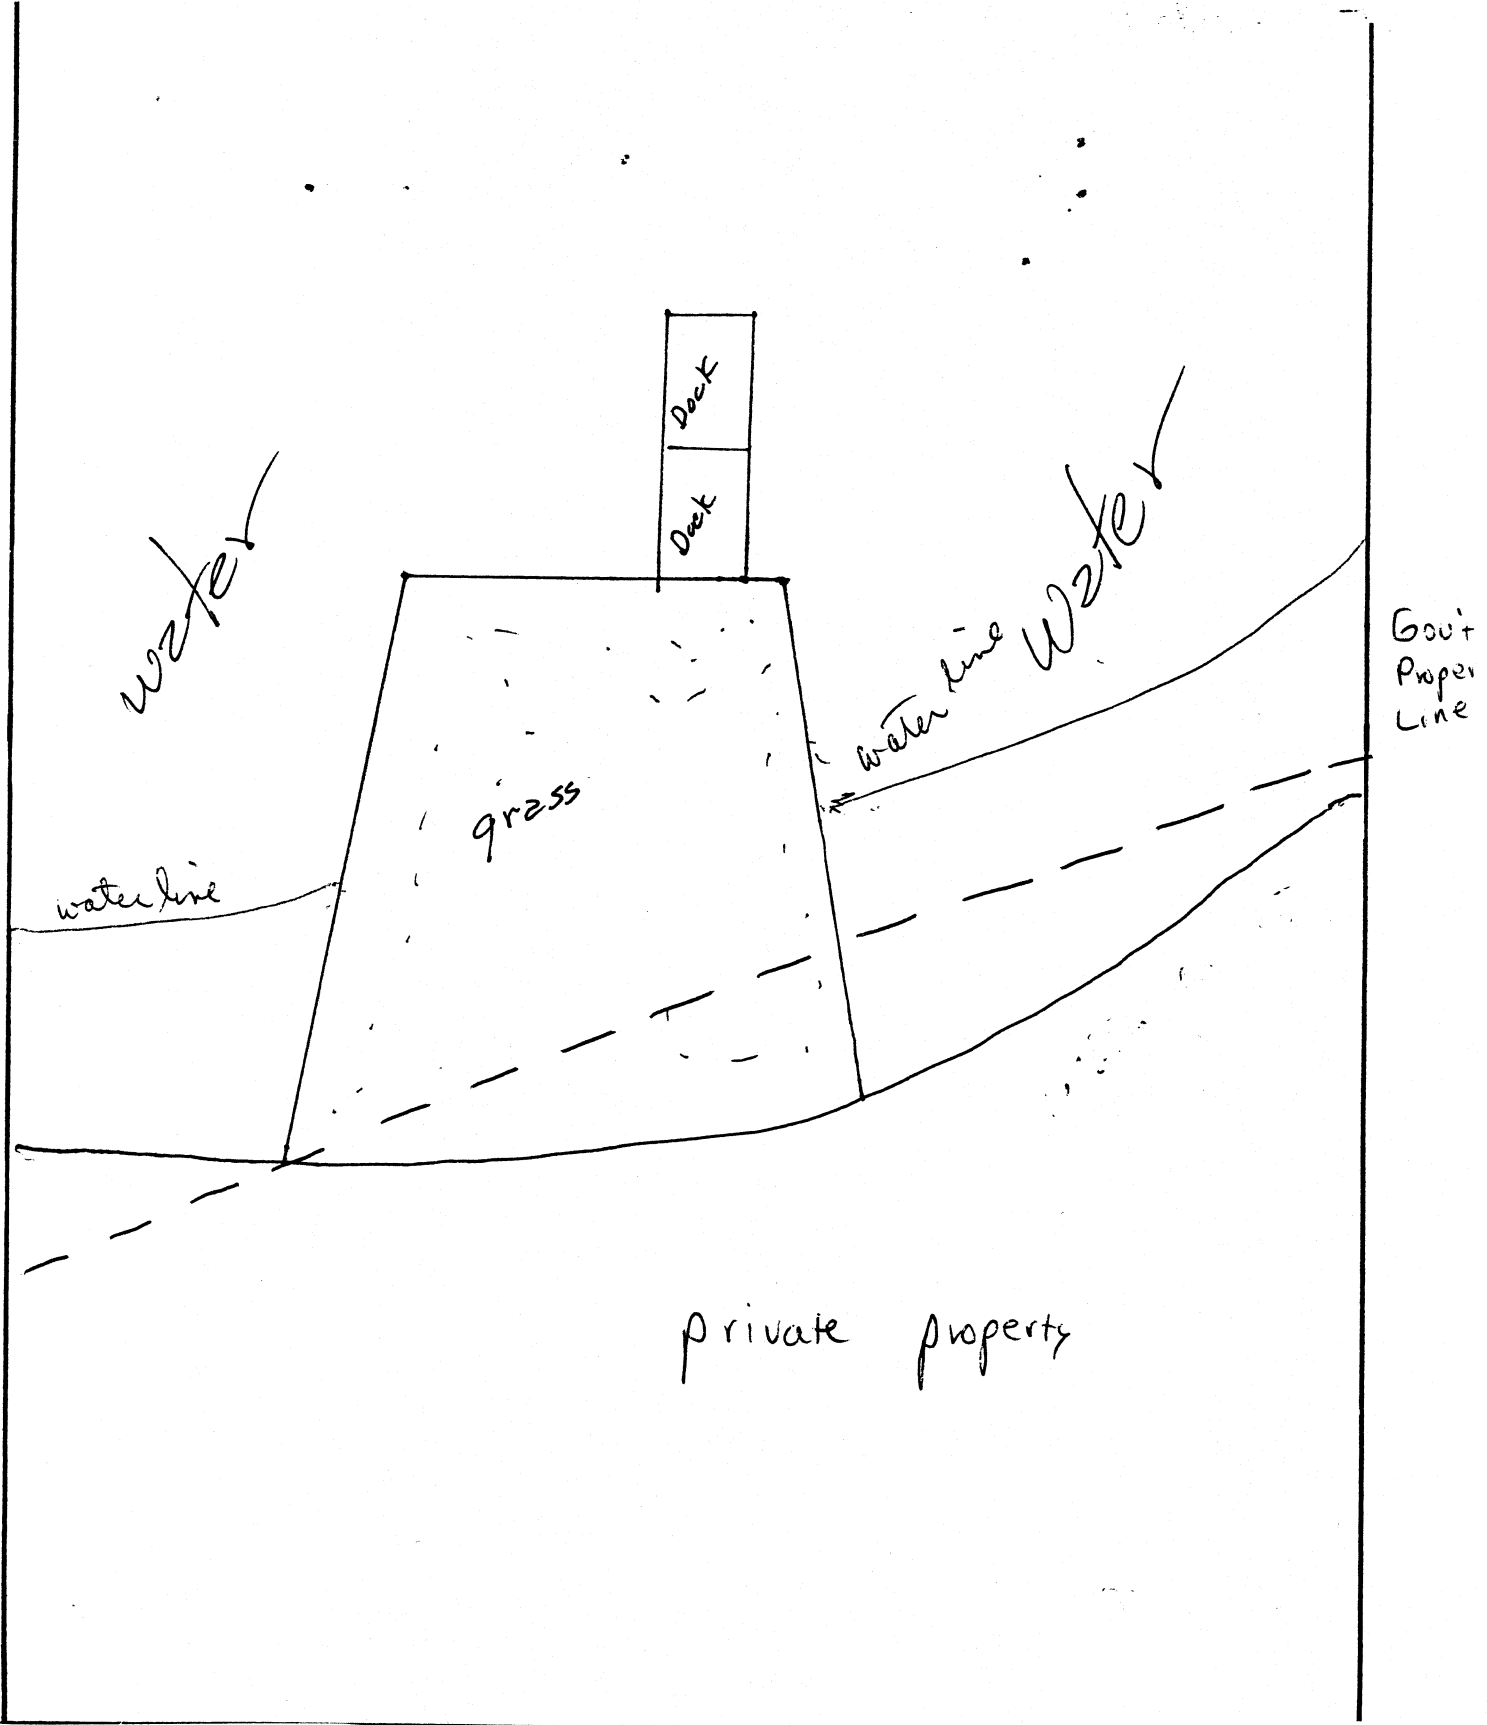 Dock
Dock
water
water
water line
Gov't
Proper
Line
grass
water line
private property